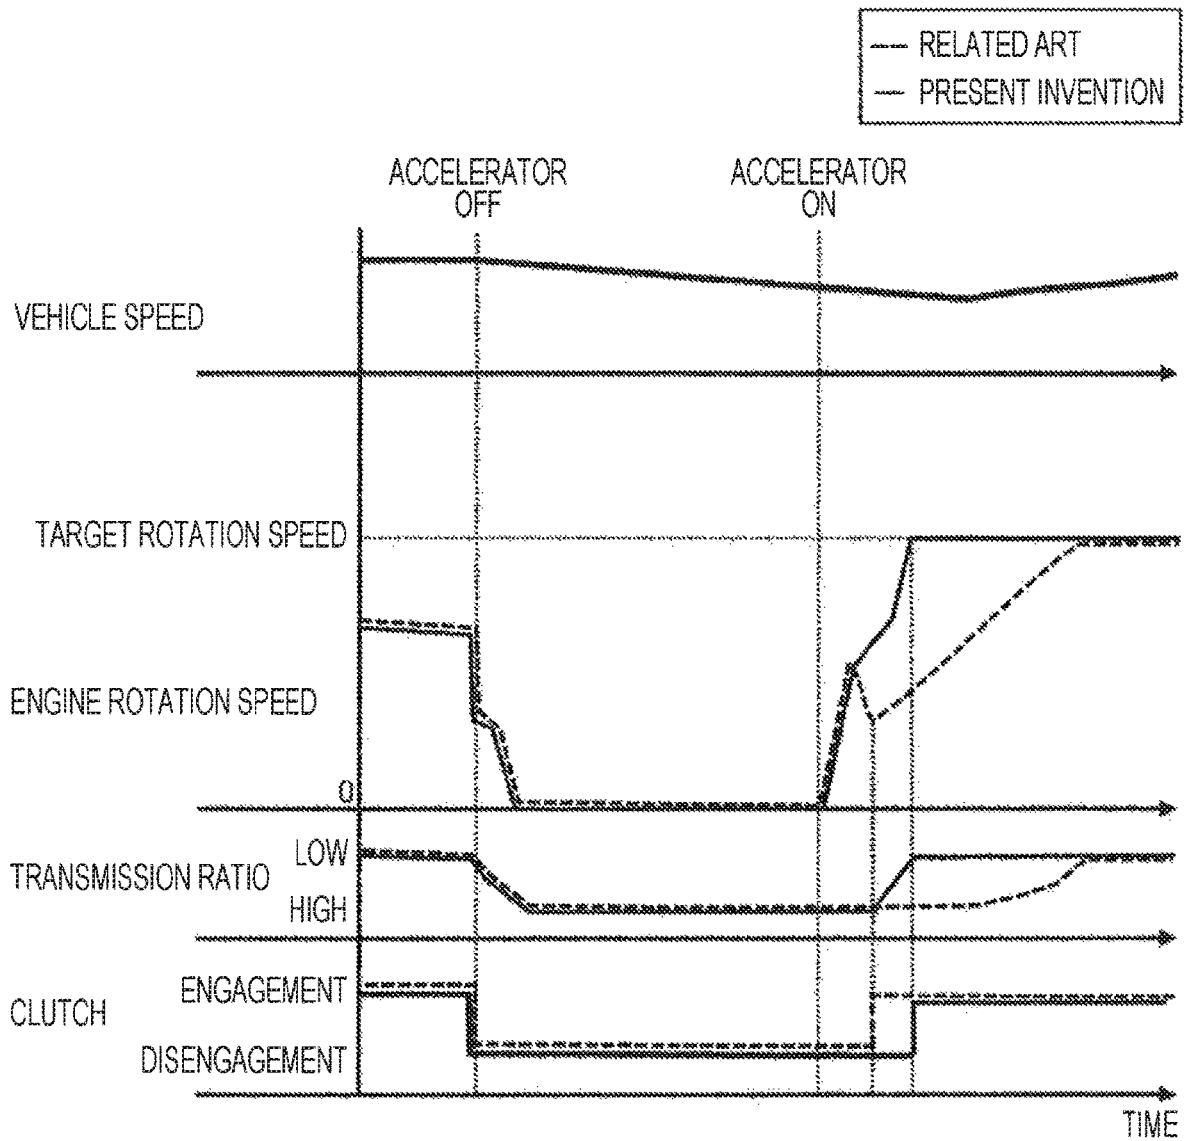 RELATED ART
PRESENT INVENTION
ACCELERATOR
OFF
ACCELERATOR
ON
VEHICLE SPEED
TARGET ROTATION SPEED
ENGINE ROTATION SPEED
0
TRANSMISSION RATIO
LOW
HIGH
CLUTCH
ENGAGEMENT
DISENGAGEMENT
TIME